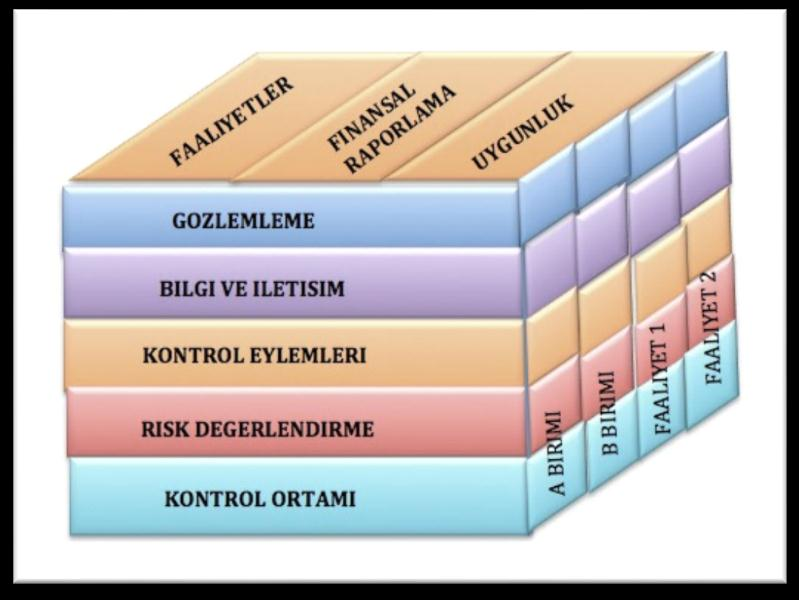 FAALIYETLER
FINANSAL
RAPORLAMA
UYGUNLUK
GOZLEMLEME
BILGI VE ILETISIM
KONTROL EYLEMLERI
RISK DEGERLENDIRME
KONTROL ORTAMI
A BIRIMI
B BIRIMI
FAALIYET 1
FAALIYET 2